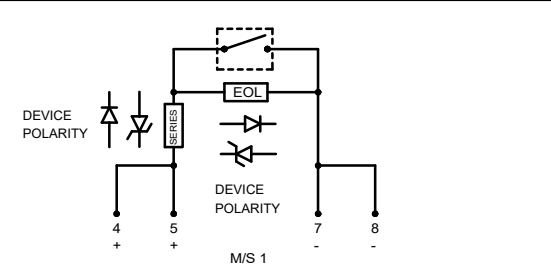 EOL
SERIES
DEVICE
POLARITY
DEVICE
POLARITY
4 5 7 8
+ + - -
M/S 1